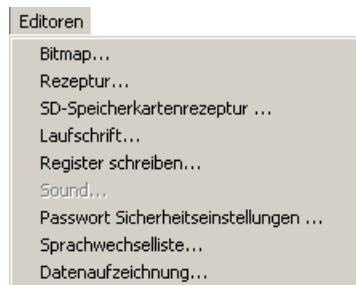 Editoren
Bitmap...
Rezeptur...
SD-Speicherkartenrezeptur ...
Laufschrift...
Register schreiben...
Sound...
Passwort Sicherheitseinstellungen ...
Sprachwechselliste...
Datenaufzeichnung...